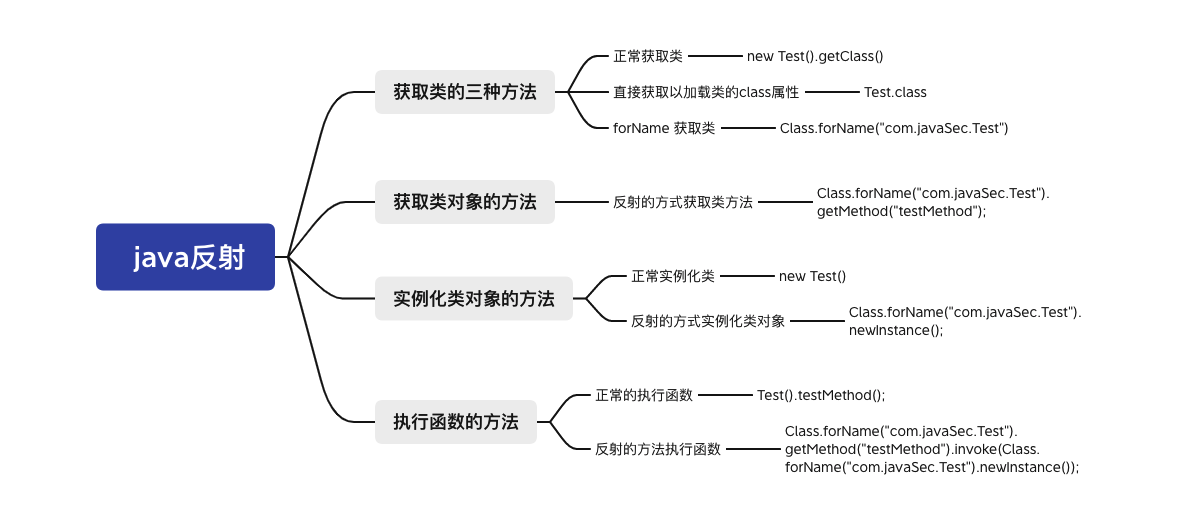 java反射
获取类的三种方法
正常获取类
new Test().getClass()
直接获取以加载类的class属性
Test.class
forName 获取类
Class.forName("com.javaSec.Test")
获取类对象的方法
反射的方式获取类方法
Class.forName("com.javaSec.Test").
getMethod("testMethod");
实例化类对象的方法
正常实例化类
new Test()
反射的方式实例化类对象
Class.forName("com.javaSec.Test").
newInstance();
执行函数的方法
正常的执行函数
Test().testMethod();
反射的方法执行函数
Class.forName("com.javaSec.Test").
getMethod("testMethod").invoke(Class.
forName("com.javaSec.Test").newInstance());